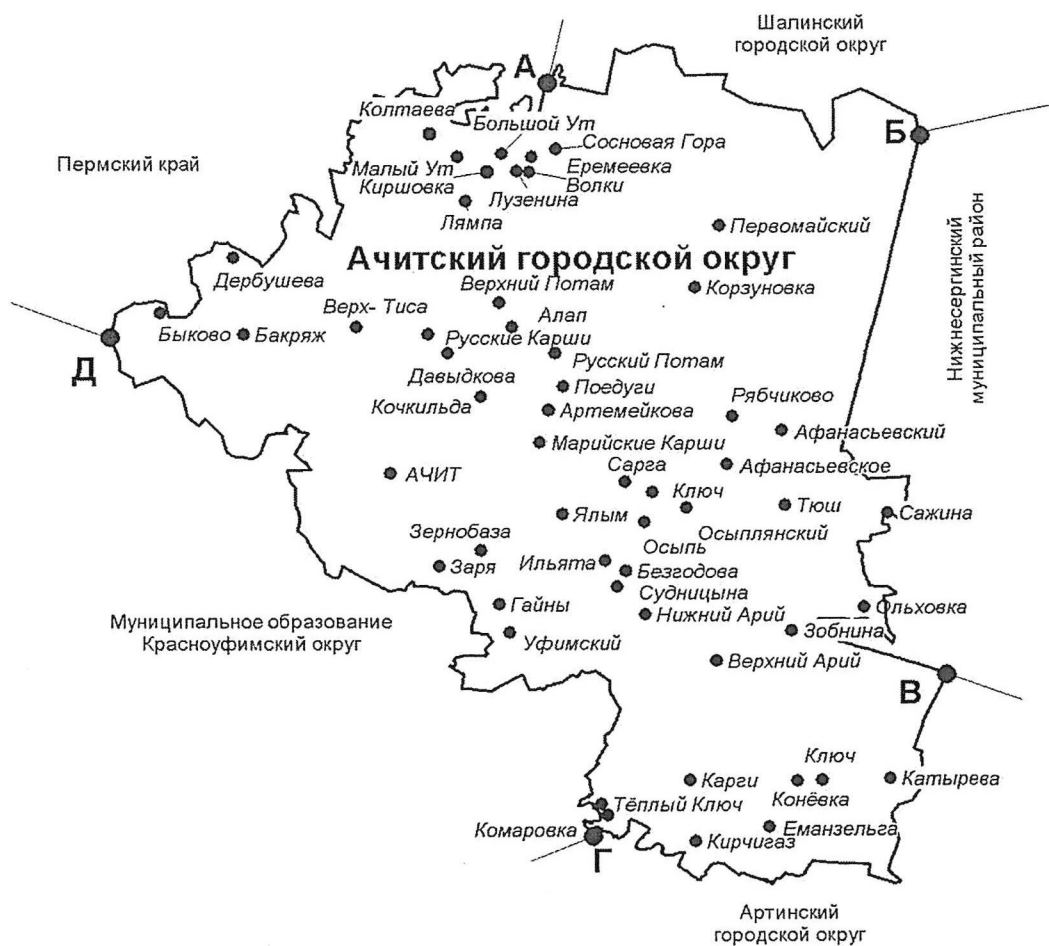 Шалинский
городской округ
А
Колтаева
Большой Ут
Б
Сосновая Гора
Пермский край
Малый Ут
Еремеевка
Киршовка
Волки
Лузенина
Лямпа
Первомайский
Ачитский городской округ
Дербушева
Верхний Потам
Корзуновка
Нижнесергинский
муниципальный район
Верх- Тиса
Алап
Быково
Бакряж
Русские Карши
Д
Русский Потам
Давыдкова
Поедуги
Рябчиково
Кочкильда
Артемейкова
Афанасьевский
Марийские Карши
Сарга
Афанасьевское
АЧИТ
Ключ
Тюш
Ялым
Сажина
Осыплянский
Зернобаза
Осыпь
Ильята
Заря
Безгодова
Судницына
Гайны
Нижний Арий
Ольховка
Муниципальное образование
Красноуфимский округ
Зобнина
Уфимский
Верхний Арий
В
Ключ
Карги
Катырева
Конёвка
Тёплый Ключ
Комаровка
Еманзельга
Кирчигаз
Г
Артинский
городской округ